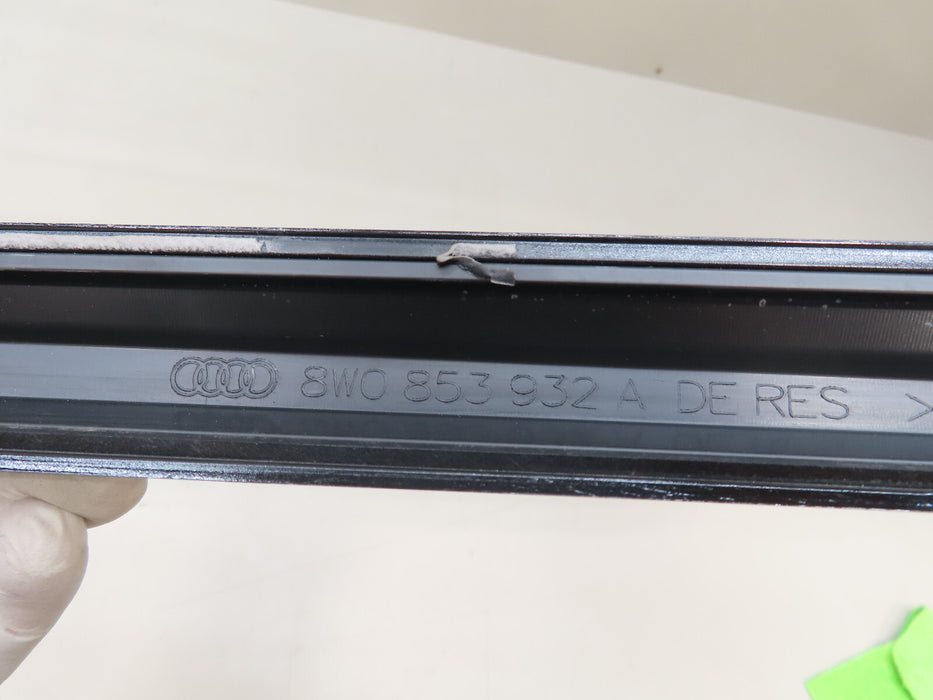 8W0 853 932 A DE RES >